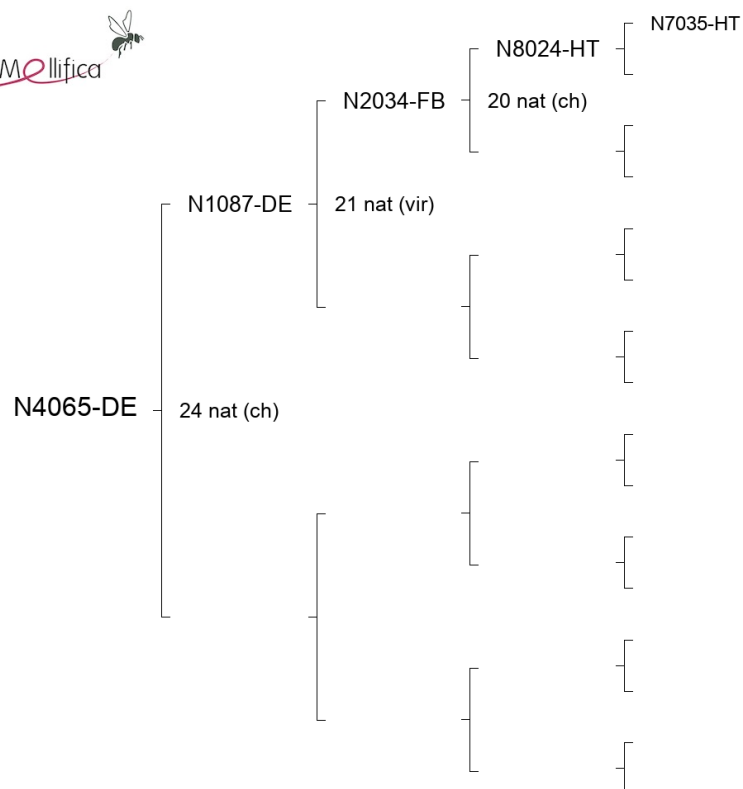 Mellifica
N7035-HT
N8024-HT
N2034-FB
20 nat (ch)
N1087-DE
21 nat (vir)
N4065-DE
24 nat (ch)